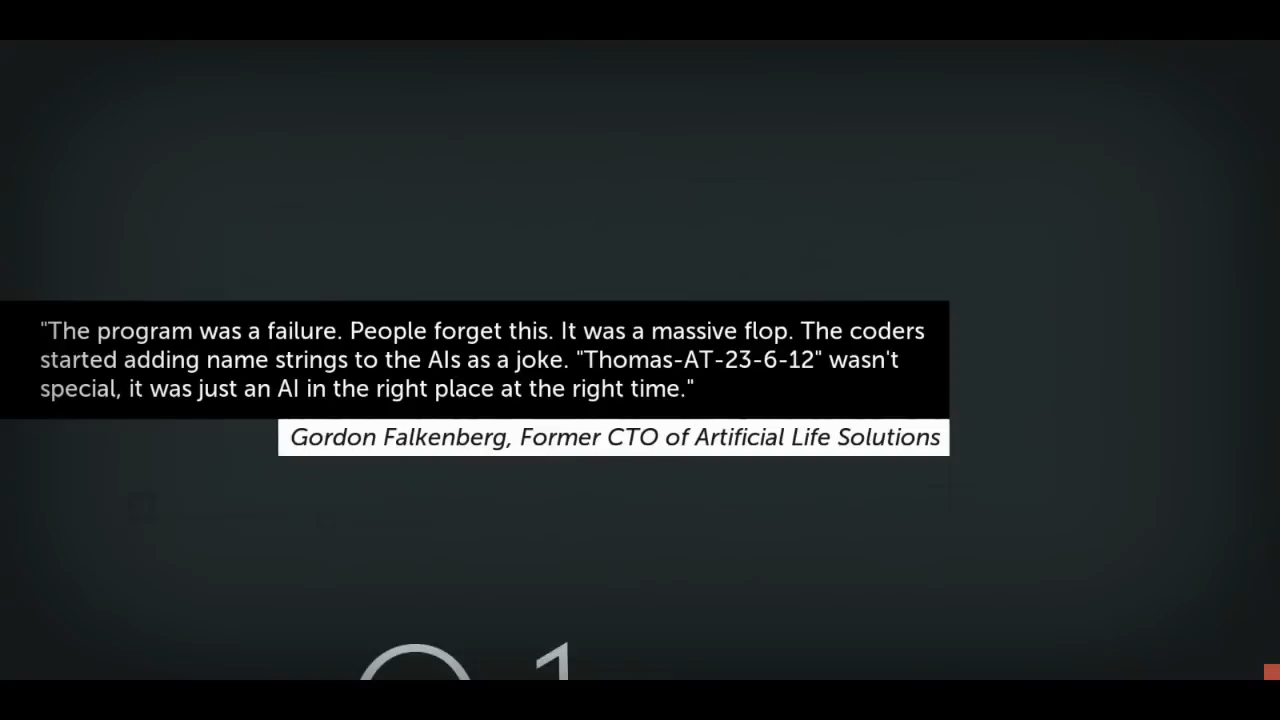 "The program was a failure. People forget this. It was a massive flop. The coders
started adding name strings to the AIs as a joke. "Thomas-AT-23-6-12" wasn't
special, it was just an AI in the right place at the right time."
Gordon Falkenberg, Former CTO of Artificial Life Solutions